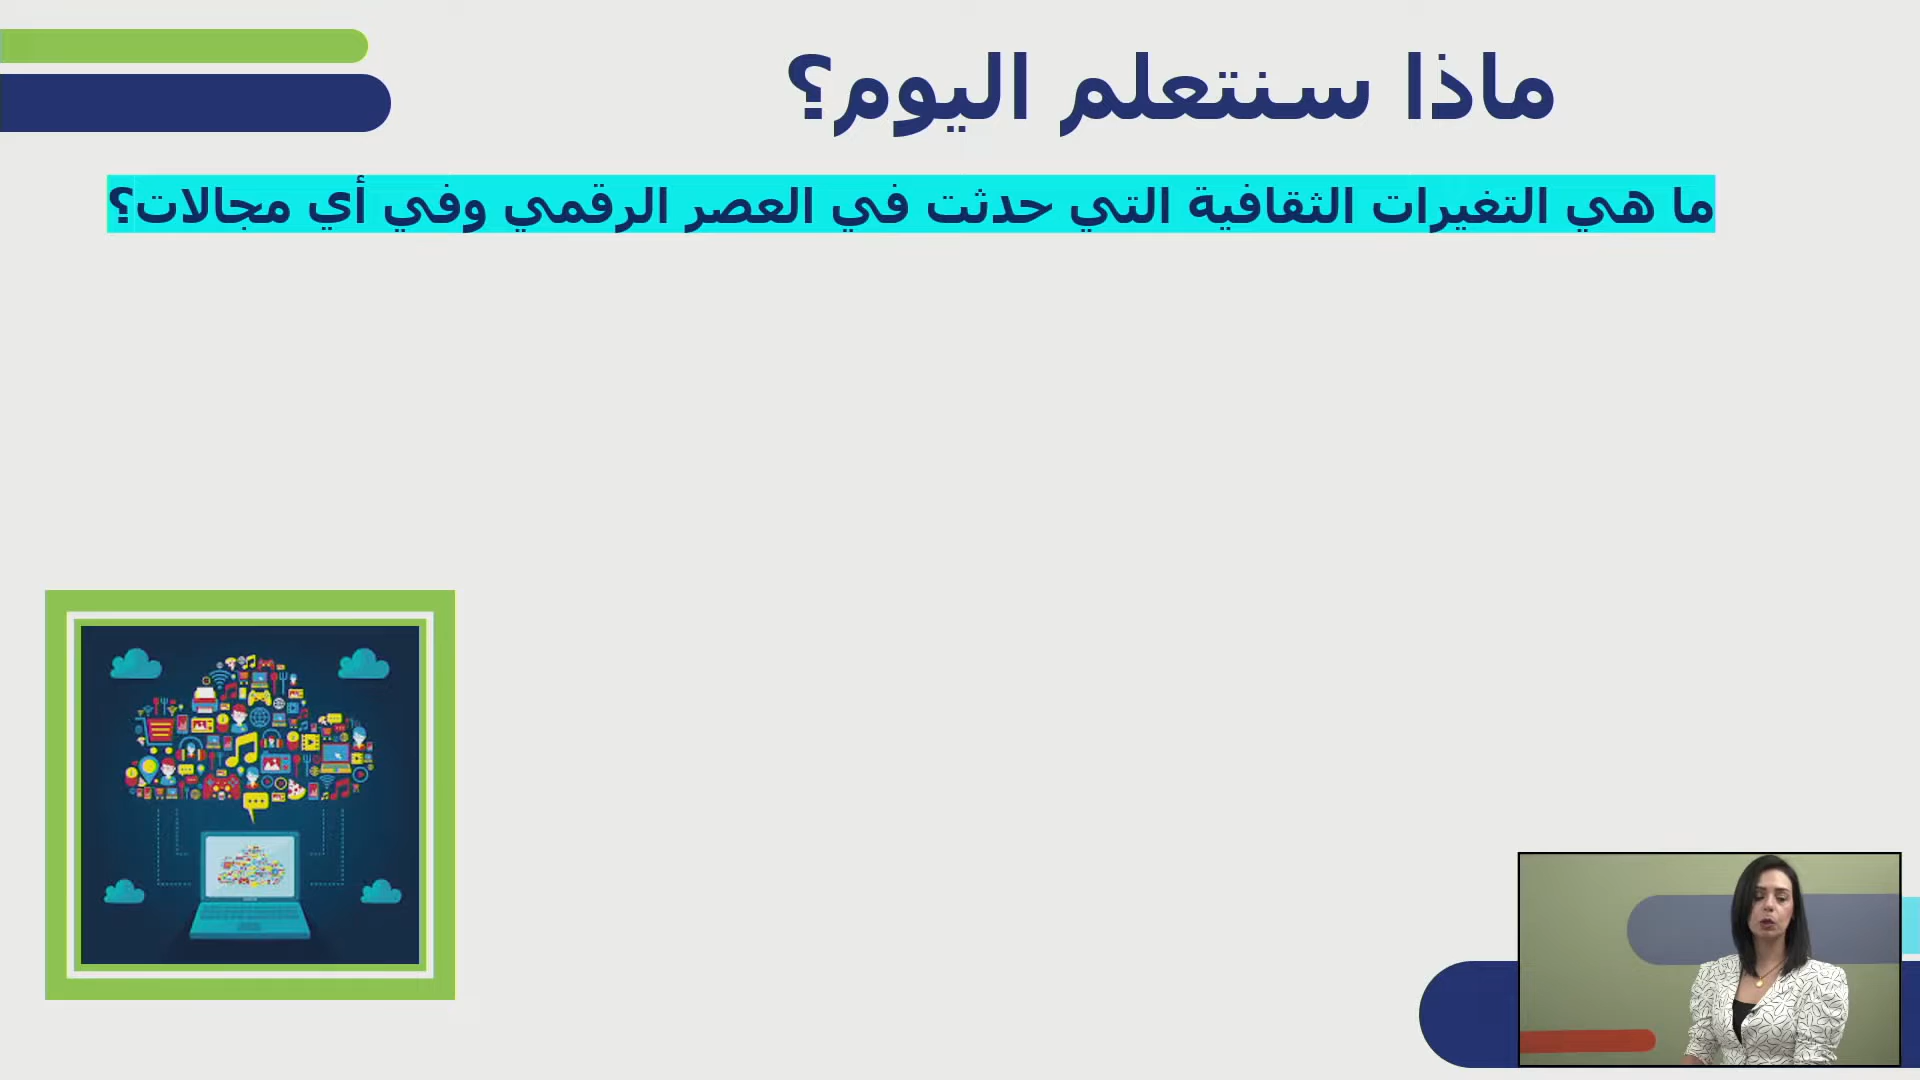 ماذا سنتعلم اليوم؟
ما هي التغيرات الثقافية التي حدثت في العصر الرقمي وفي أي مجالات؟